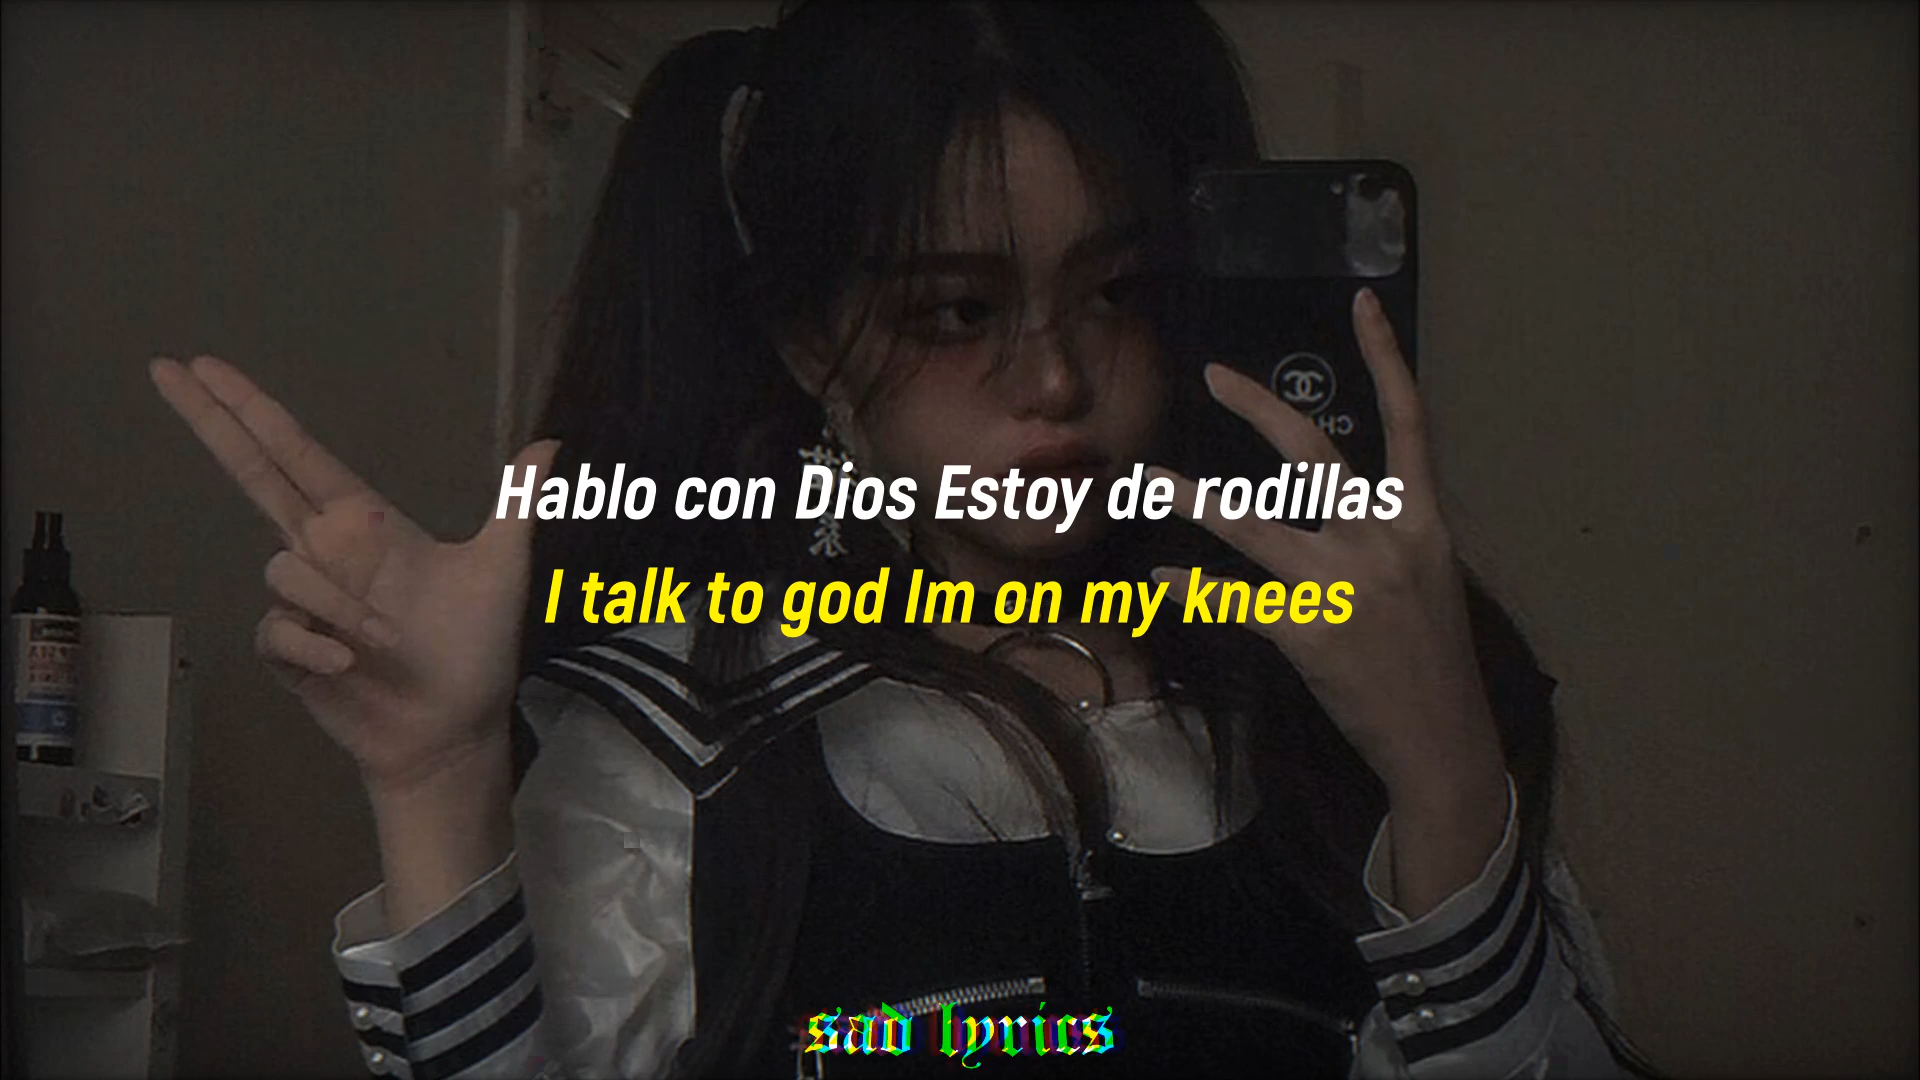 Hablo con Dios Estoy de rodillas
I talk to god Im on my knees
sad lyrics